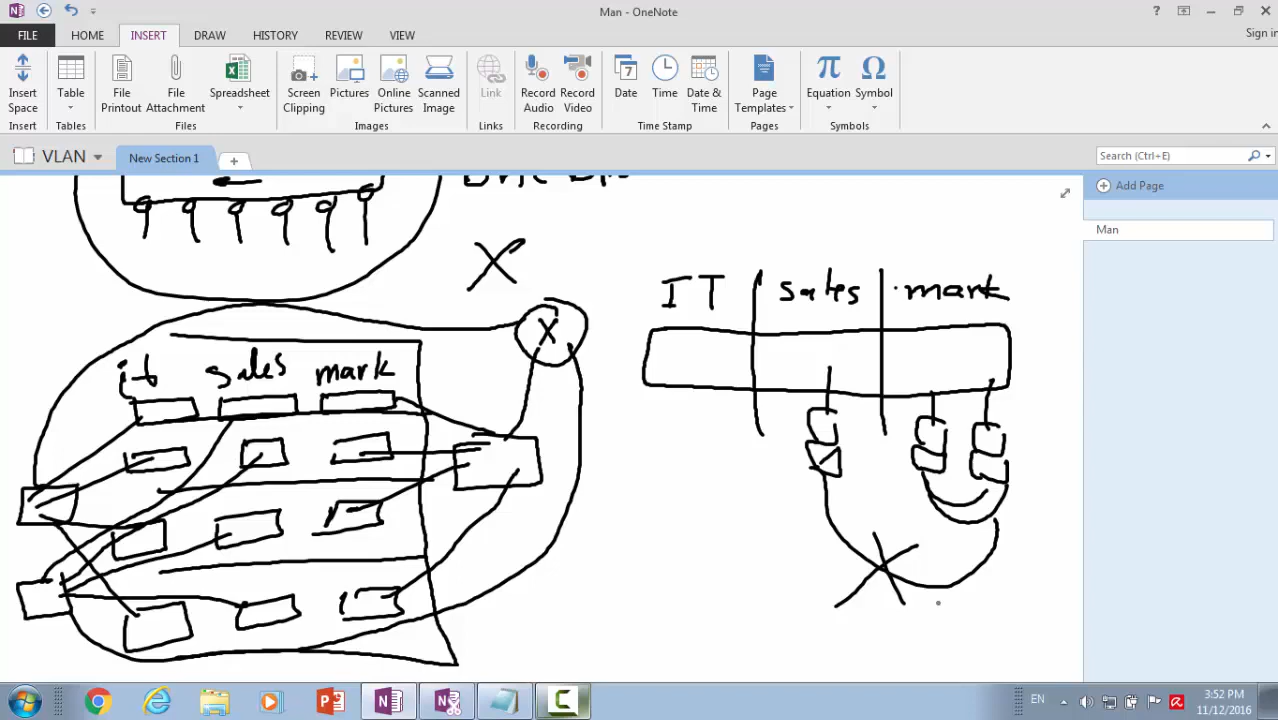 Man - OneNote
FILE HOME INSERT DRAW HISTORY REVIEW VIEW
Sign in
Insert Space Table File Printout File Attachment Spreadsheet Screen Clipping Pictures Online Pictures Scanned Image Link Record Audio Record Video Date Time Date & Time Page Templates Equation Symbol
Insert Tables Files Images Links Recording Time Stamp Pages Symbols
VLAN New Section 1 Search (Ctrl+E)
Add Page
Man
X
IT sales mark
X
it sales mark
EN 3:52 PM
11/12/2016